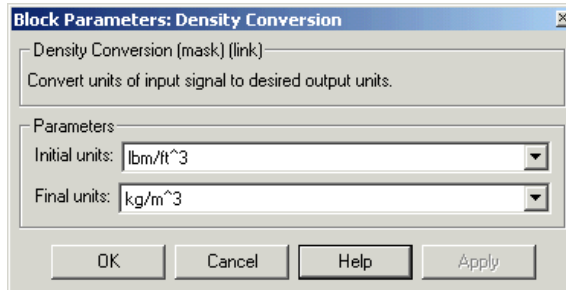 Block Parameters: Density Conversion
Density Conversion (mask) (link)
Convert units of input signal to desired output units.
Parameters
Initial units: lbm/ft^3
Final units: kg/m^3
OK Cancel Help Apply